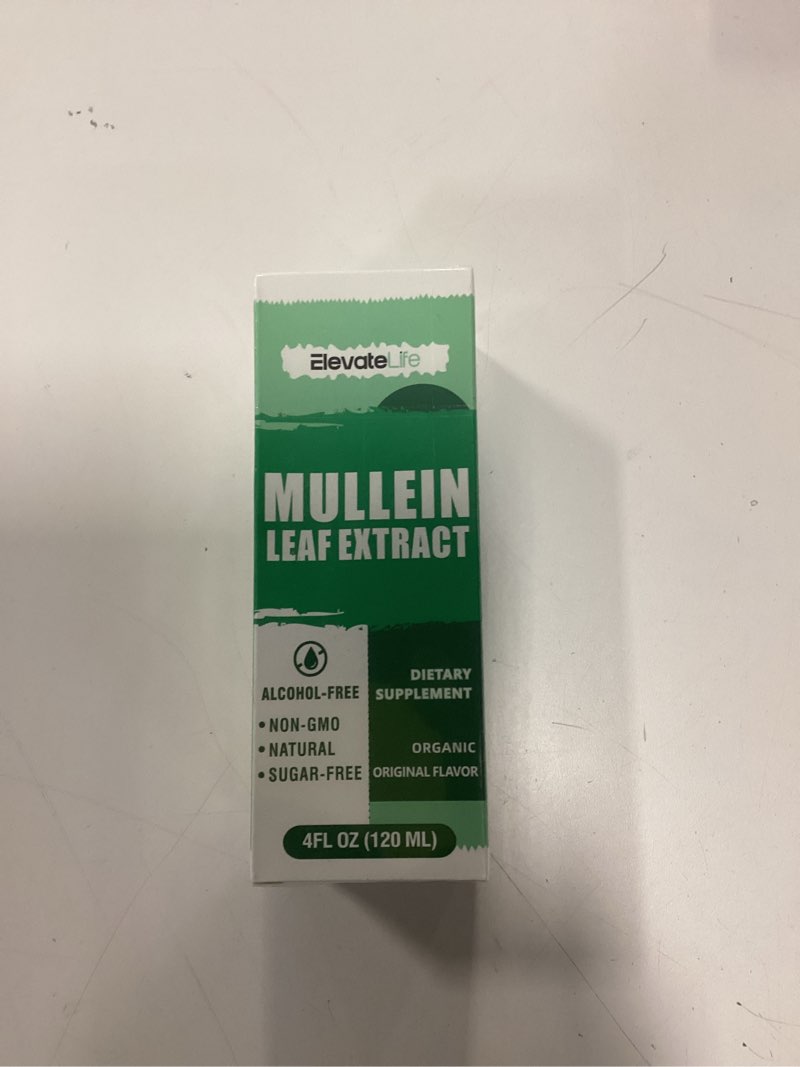 ElevateLife
MULLEIN
LEAF EXTRACT
ALCOHOL-FREE
• NON-GMO
• NATURAL
• SUGAR-FREE
DIETARY
SUPPLEMENT
ORGANIC
ORIGINAL FLAVOR
4FL OZ (120 ML)